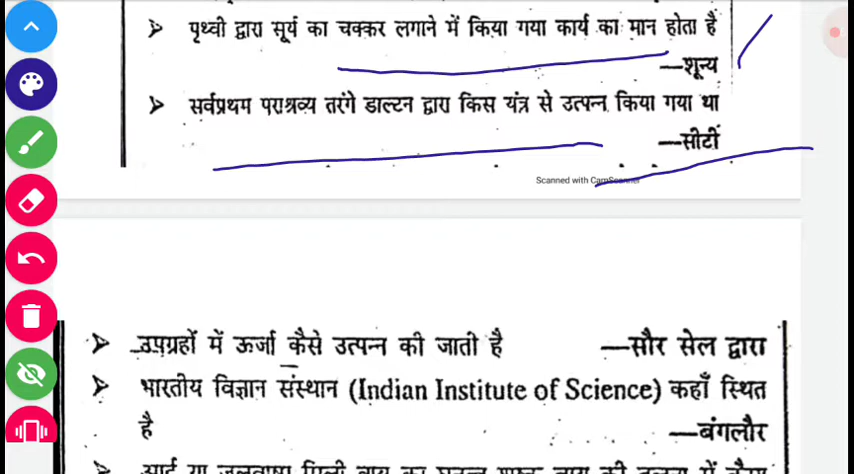 पृथ्वी द्वारा सूर्य का चक्कर लगाने में किया गया कार्य का मान होता है
—शून्य
सर्वप्रथम पराश्रव्य तरंगे डाल्टन द्वारा किस यंत्र से उत्पन्न किया गया था
—सीटी
Scanned with CamScanner
उपग्रहों में ऊर्जा कैसे उत्पन्न की जाती है —सौर सेल द्वारा
भारतीय विज्ञान संस्थान (Indian Institute of Science) कहाँ स्थित
है —बंगलौर